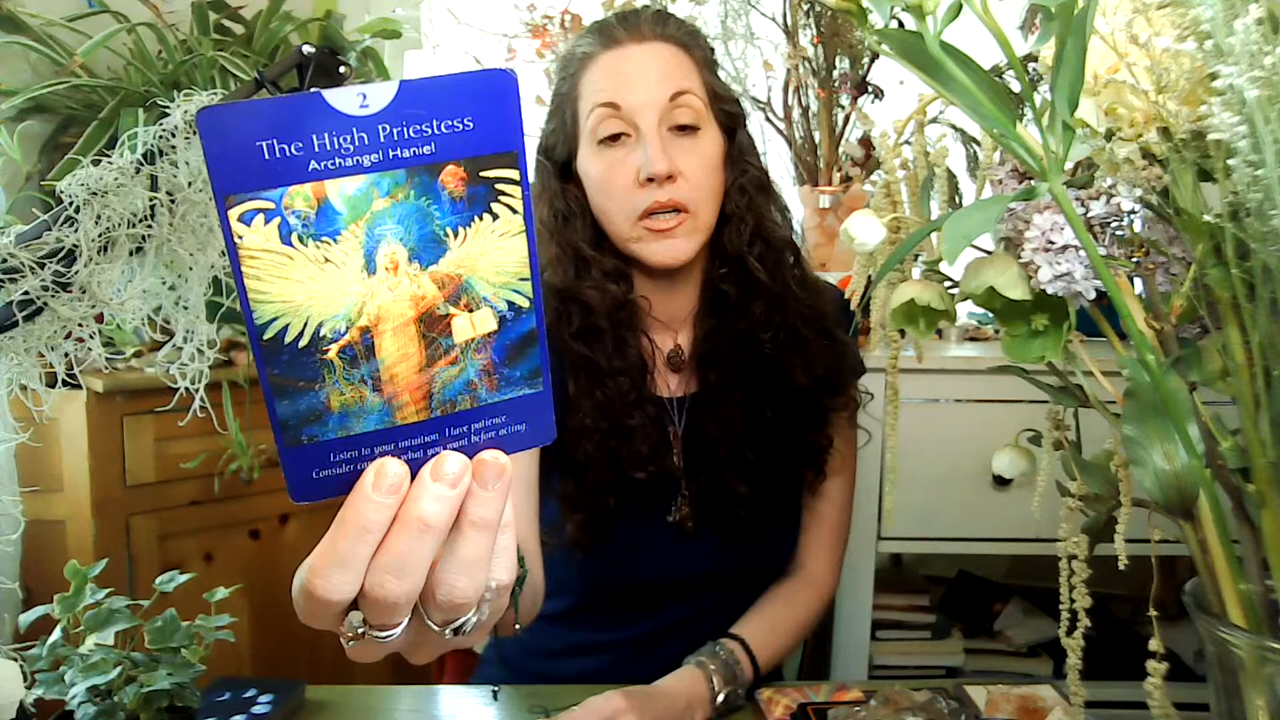 2
The High Priestess
Archangel Haniel
Listen to your intuition. Have patience.
Consider what you want before acting.